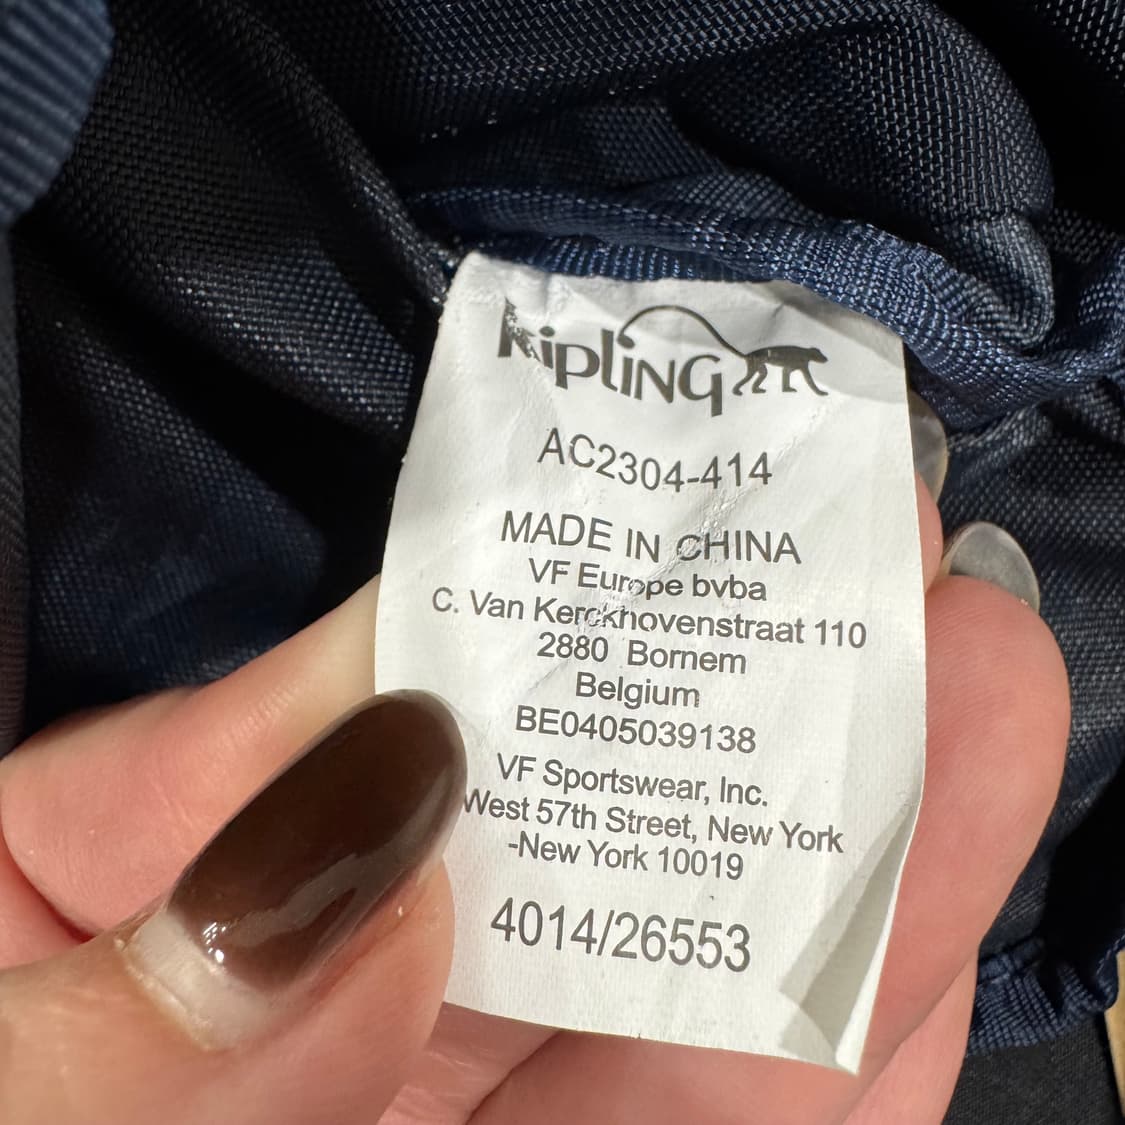 Kipling
AC2304-414
MADE IN CHINA
VF Europe bvba
C. Van Kerckhovenstraat 110
2880 Bornem
Belgium
BE0405039138
VF Sportswear, Inc.
West 57th Street, New York
-New York 10019
4014/26553